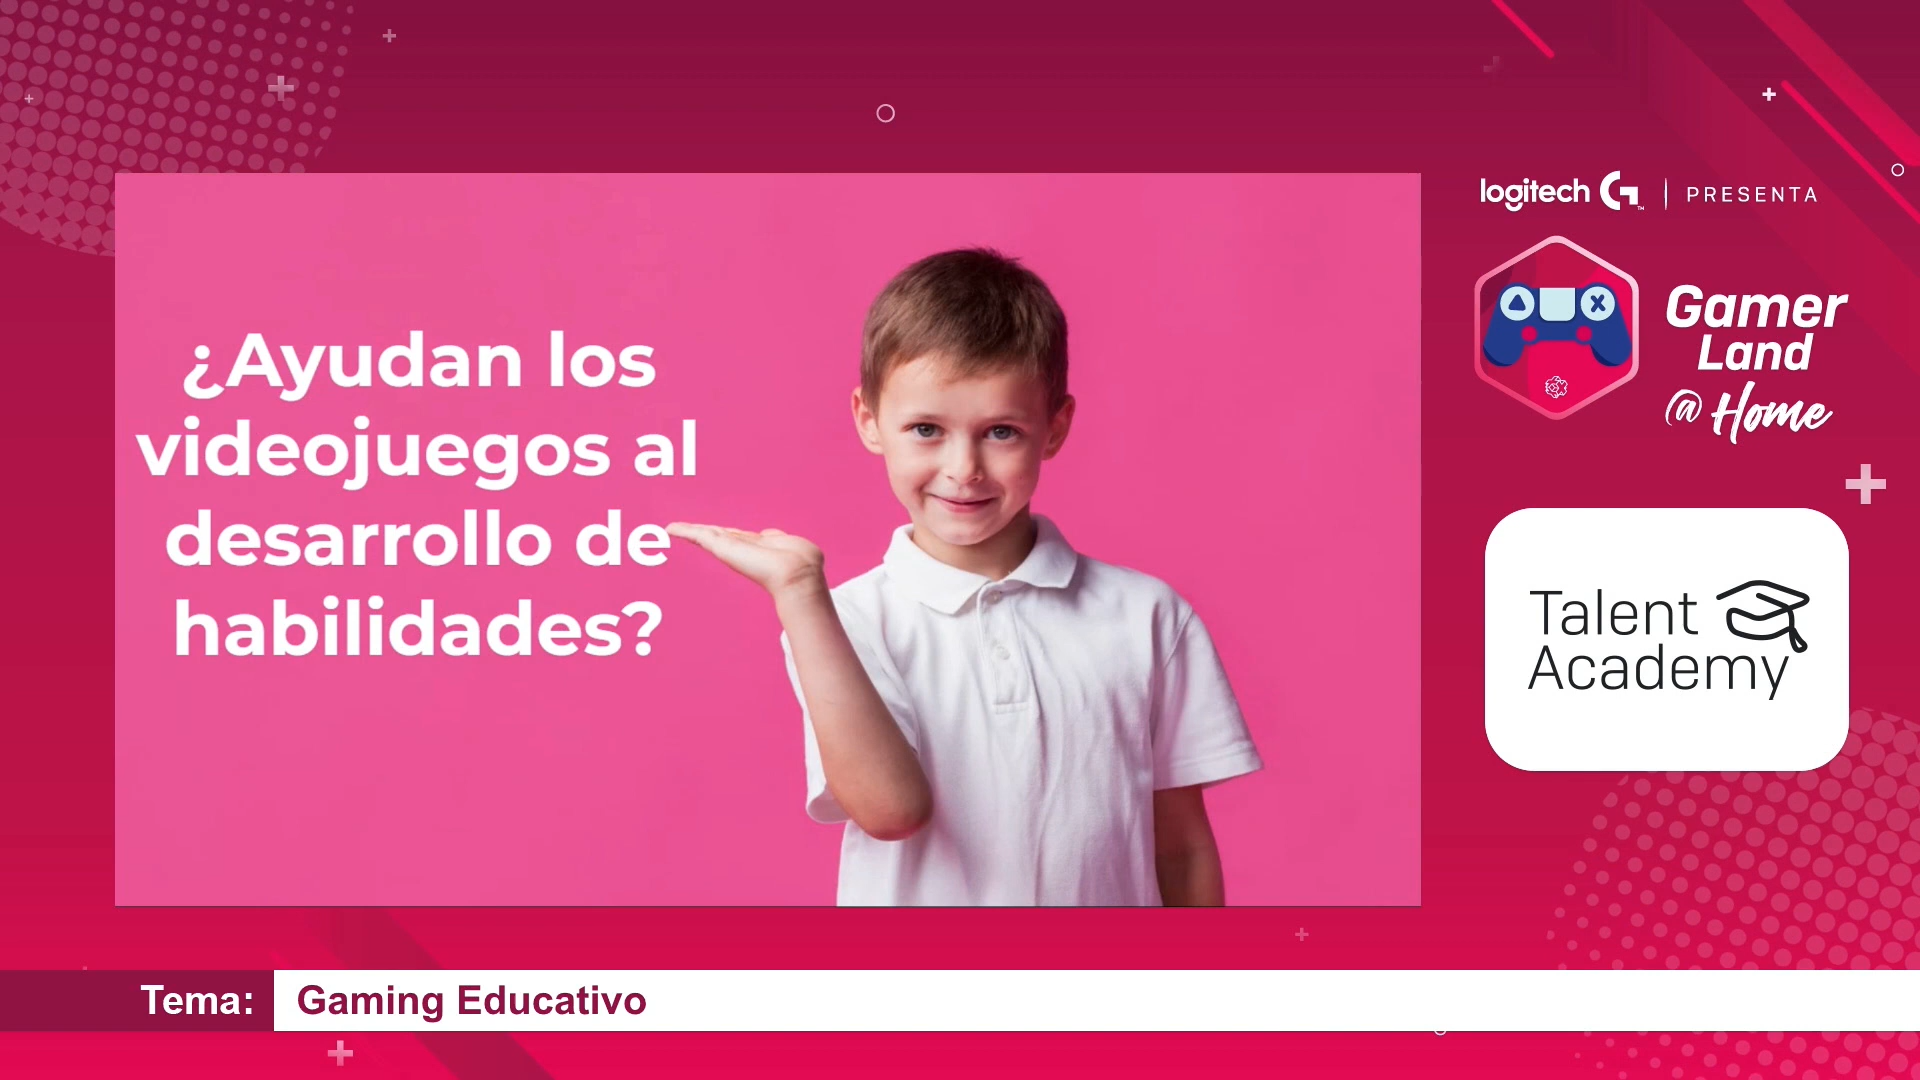 logitech G | PRESENTA
Gamer
Land
@ Home
¿Ayudan los
videojuegos al
desarrollo de
habilidades?
Talent
Academy
Tema: Gaming Educativo